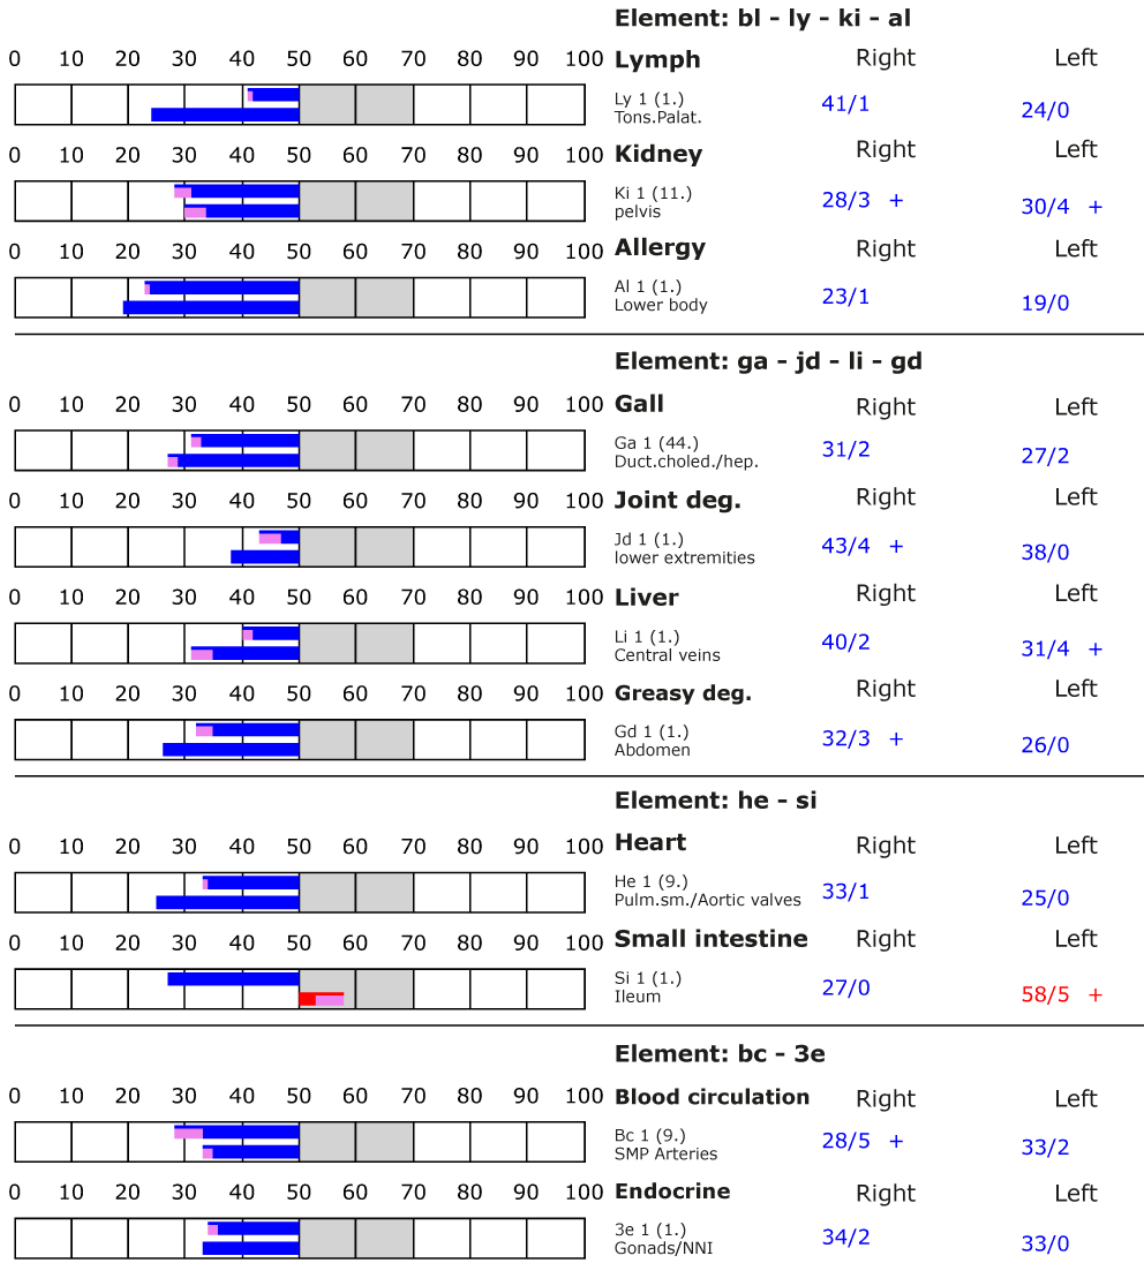 Element: bl - ly - ki - al
0 10 20 30 40 50 60 70 80 90 100 Lymph Right Left
Ly 1 (1.) 41/1 24/0
Tons.Palat.
0 10 20 30 40 50 60 70 80 90 100 Kidney Right Left
Ki 1 (11.) 28/3 + 30/4 +
pelvis
0 10 20 30 40 50 60 70 80 90 100 Allergy Right Left
Al 1 (1.) 23/1 19/0
Lower body
Element: ga - jd - li - gd
0 10 20 30 40 50 60 70 80 90 100 Gall Right Left
Ga 1 (44.) 31/2 27/2
Duct.choled./hep.
0 10 20 30 40 50 60 70 80 90 100 Joint deg. Right Left
Jd 1 (1.) 43/4 + 38/0
lower extremities
0 10 20 30 40 50 60 70 80 90 100 Liver Right Left
Li 1 (1.) 40/2 31/4 +
Central veins
0 10 20 30 40 50 60 70 80 90 100 Greasy deg. Right Left
Gd 1 (1.) 32/3 + 26/0
Abdomen
Element: he - si
0 10 20 30 40 50 60 70 80 90 100 Heart Right Left
He 1 (9.) 33/1 25/0
Pulm.sm./Aortic valves
0 10 20 30 40 50 60 70 80 90 100 Small intestine Right Left
Si 1 (1.) 27/0 58/5 +
Ileum
Element: bc - 3e
0 10 20 30 40 50 60 70 80 90 100 Blood circulation Right Left
Bc 1 (9.) 28/5 + 33/2
SMP Arteries
0 10 20 30 40 50 60 70 80 90 100 Endocrine Right Left
3e 1 (1.) 34/2 33/0
Gonads/NNI